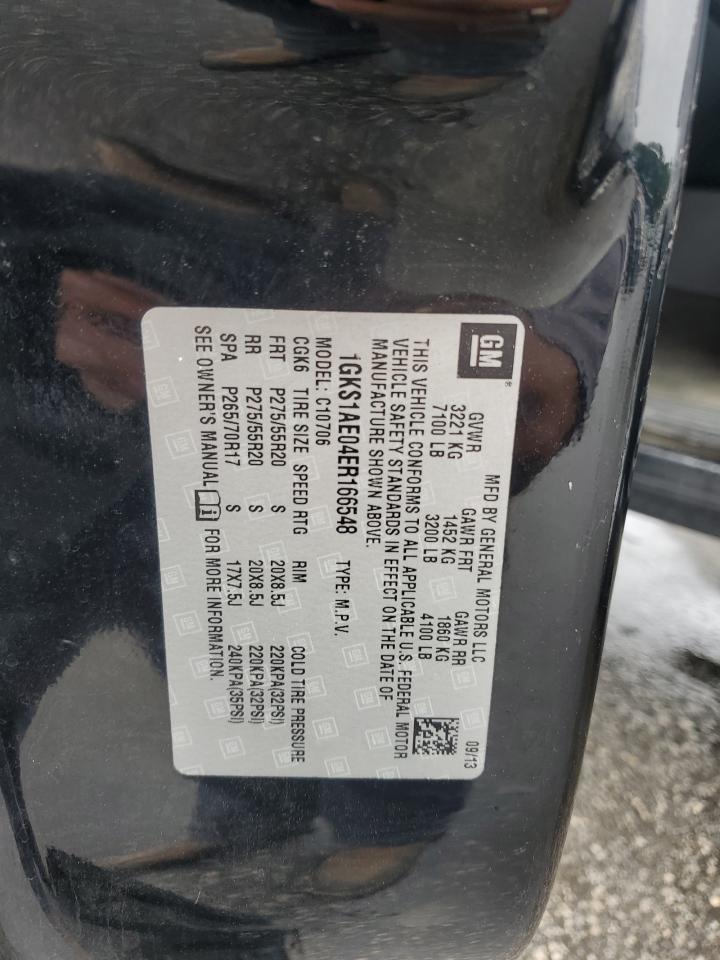 GM®
MFD BY GENERAL MOTORS LLC 09/13
GVWR GAWR FRT GAWR RR
3221 KG 1452 KG 1860 KG
7100 LB 3200 LB 4100 LB
THIS VEHICLE CONFORMS TO ALL APPLICABLE U.S. FEDERAL MOTOR
VEHICLE SAFETY STANDARDS IN EFFECT ON THE DATE OF
MANUFACTURE SHOWN ABOVE.
1GKS1AE04ER166548 TYPE: M.P.V.
MODEL: C10706
CGK6 TIRE SIZE SPEED RTG RIM COLD TIRE PRESSURE
FRT P275/55R20 S 20X8.5J 220KPA(32PSI)
RR P275/55R20 S 20X8.5J 220KPA(32PSI)
SPA P265/70R17 S 17X7.5J 240KPA(35PSI)
SEE OWNER'S MANUAL FOR MORE INFORMATION.